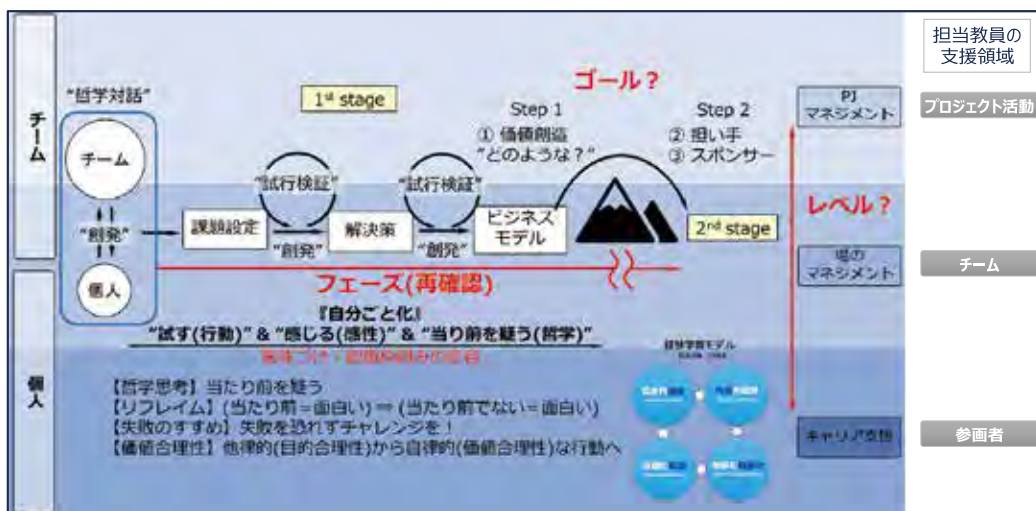 担当教員の
支援領域
チーム
個人
"哲学対話"
チーム
"創発"
個人
1st stage
ゴール?
Step 1
① 価値創造
"どのような?"
Step 2
② 担い手
③ スポンサー
PJ
マネジメント
プロジェクト活動
課題設定
"試行検証"
"創発"
解決策
"試行検証"
"創発"
ビジネス
モデル
2nd stage
レベル?
場の
マネジメント
チーム
フェーズ(再確認)
『自分ごと化』
"試す(行動)" & "感じる(感性)" & "当り前を疑う(哲学)"
【哲学思考】当たり前を疑う
【リフレイム】(当たり前=面白い) ⇒ (当たり前でない=面白い)
【失敗のすすめ】失敗を恐れずチャレンジを!
【価値合理性】他律的(目的合理性)から自律的(価値合理性)な行動へ
経験学習モデル
キャリア支援
参画者